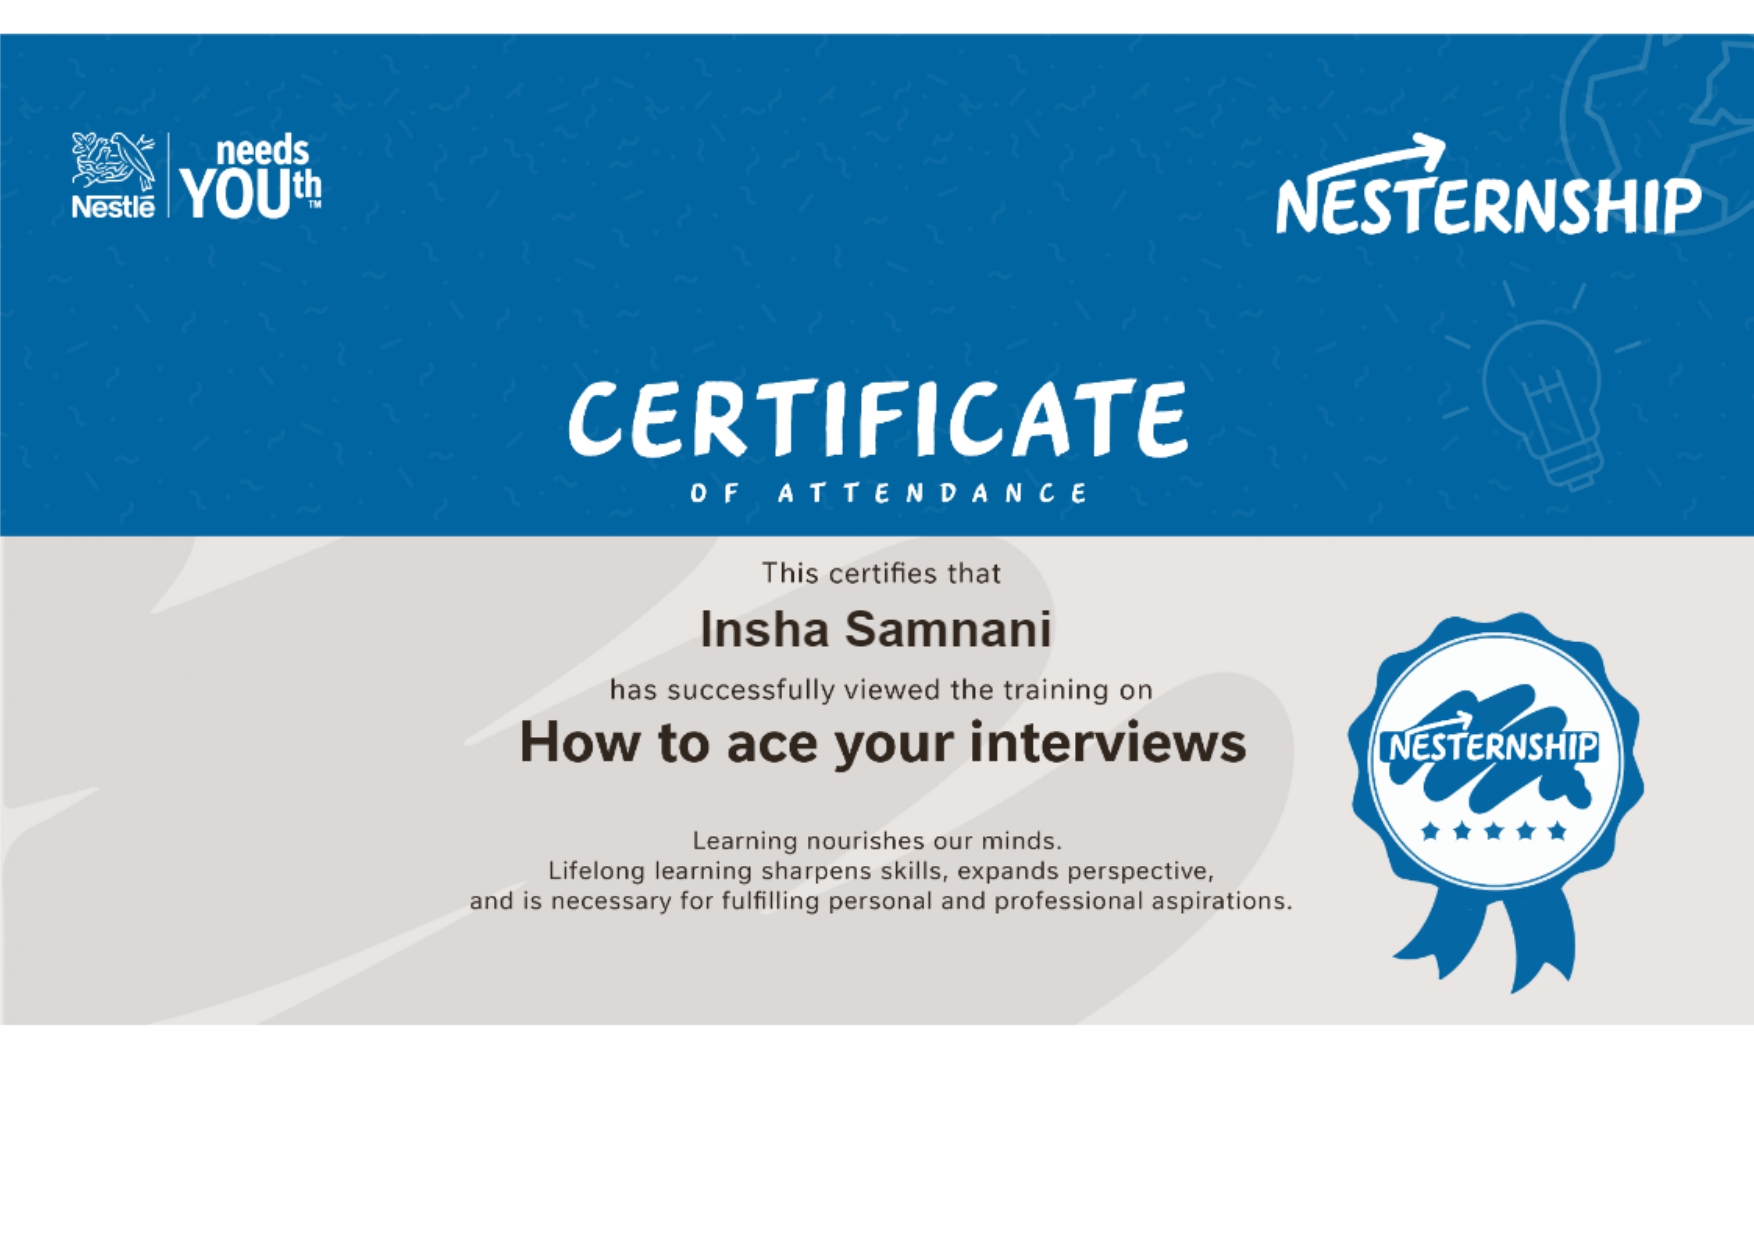 Nestlé
needs
YOUth™
NESTERNSHIP
CERTIFICATE
OF ATTENDANCE
This certifies that
Insha Samnani
has successfully viewed the training on
How to ace your interviews
Learning nourishes our minds.
Lifelong learning sharpens skills, expands perspective,
and is necessary for fulfilling personal and professional aspirations.
NESTERNSHIP